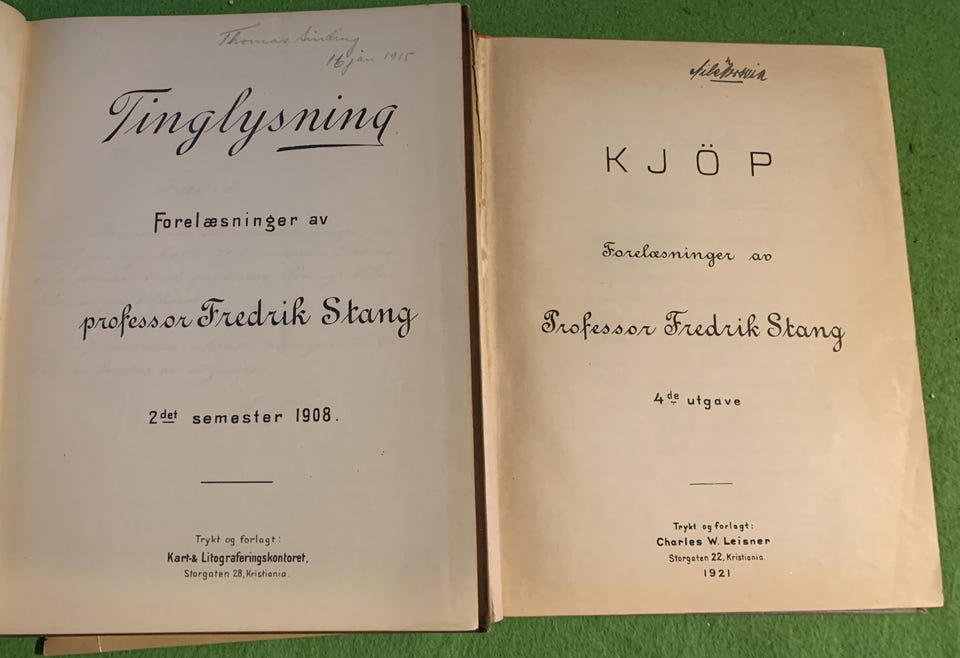 Thomas Sinding
16 jan 1915
Tinglysning
Forelæsninger av
professor Fredrik Stang
2det semester 1908.
Trykt og forlagt:
Kart-& Litograferingskontoret,
Storgaten 28, Kristiania.
KJÖP
Forelæsninger av
Professor Fredrik Stang
4de utgave
Trykt og forlagt:
Charles W. Leisner
Storgaten 22, Kristiania.
1921